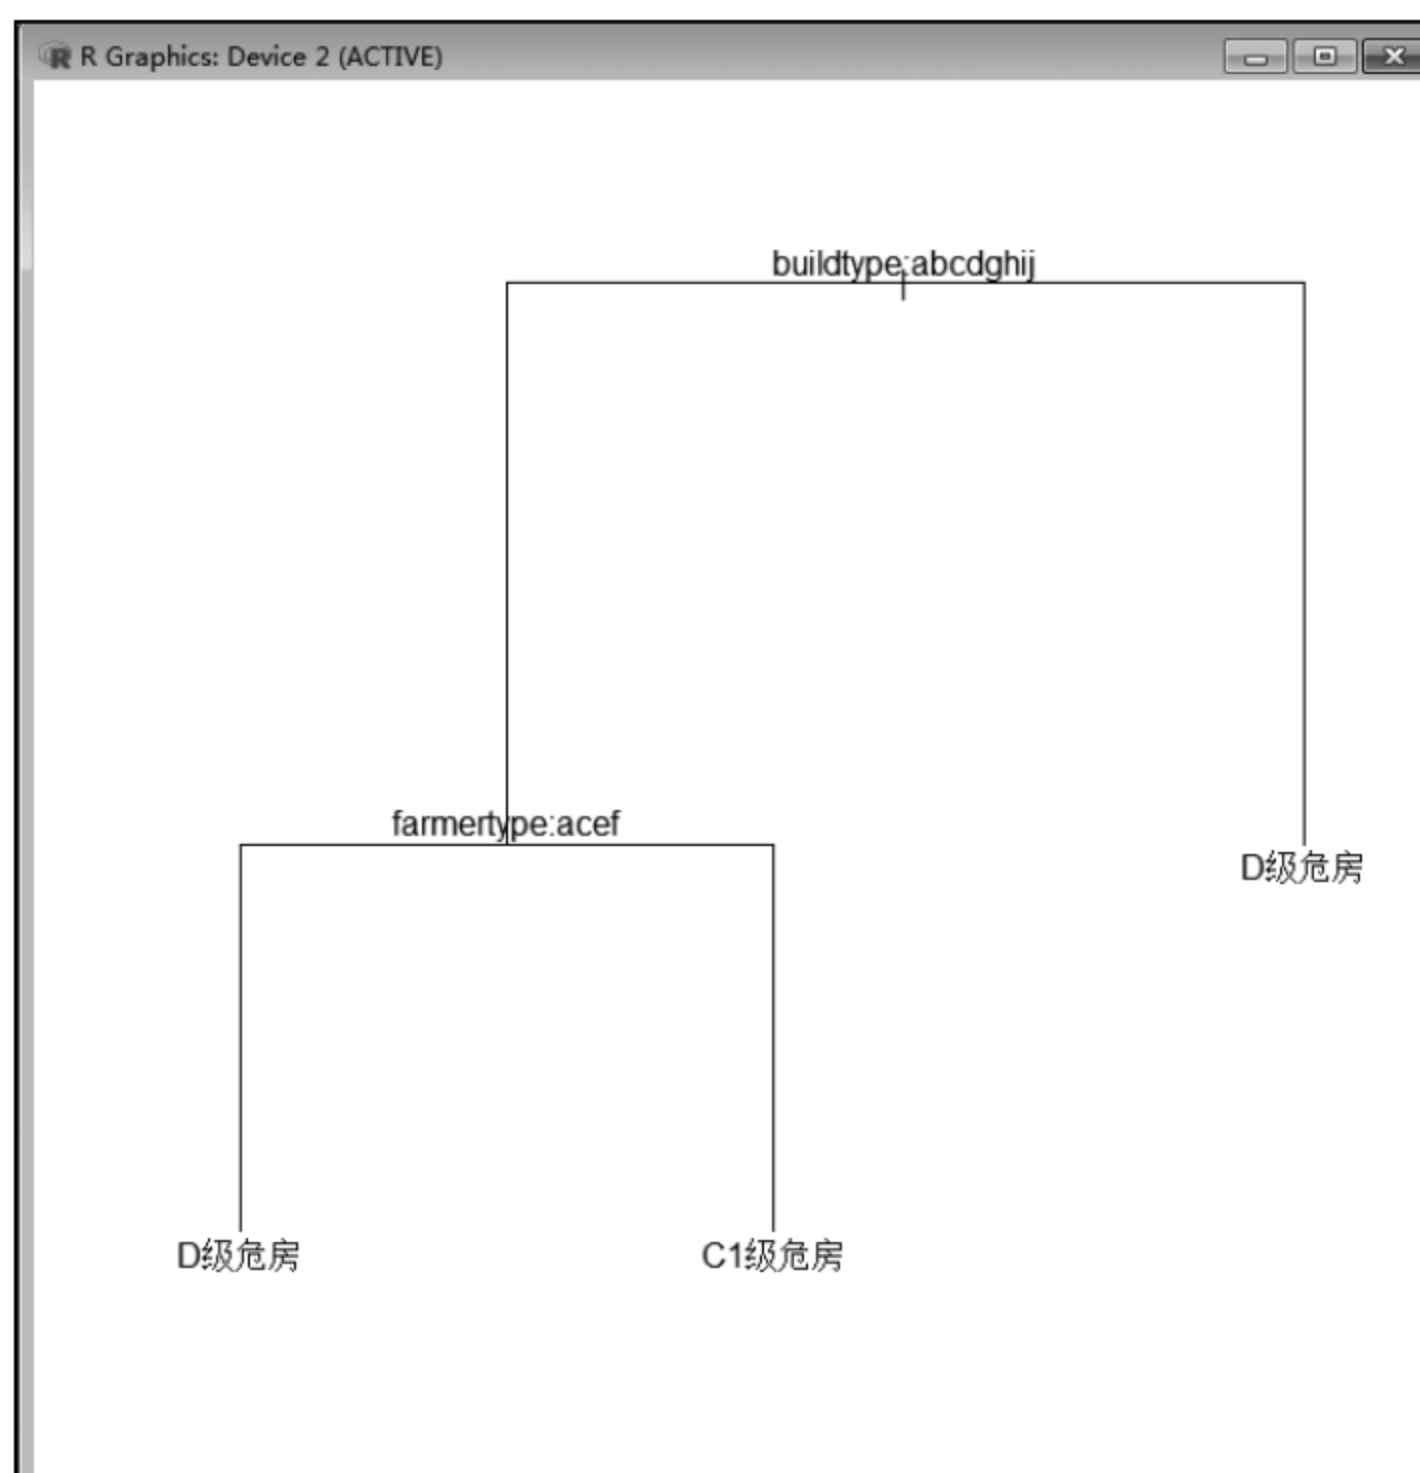 R Graphics: Device 2 (ACTIVE)
buildtype:abcdghij
farmertype:acef
D级危房
D级危房
C1级危房